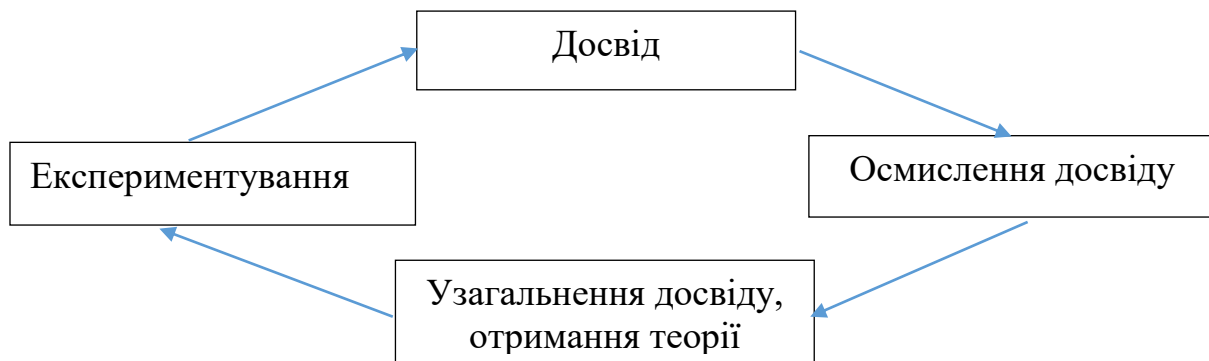 Досвід
Експериментування
Осмислення досвіду
Узагальнення досвіду,
отримання теорії